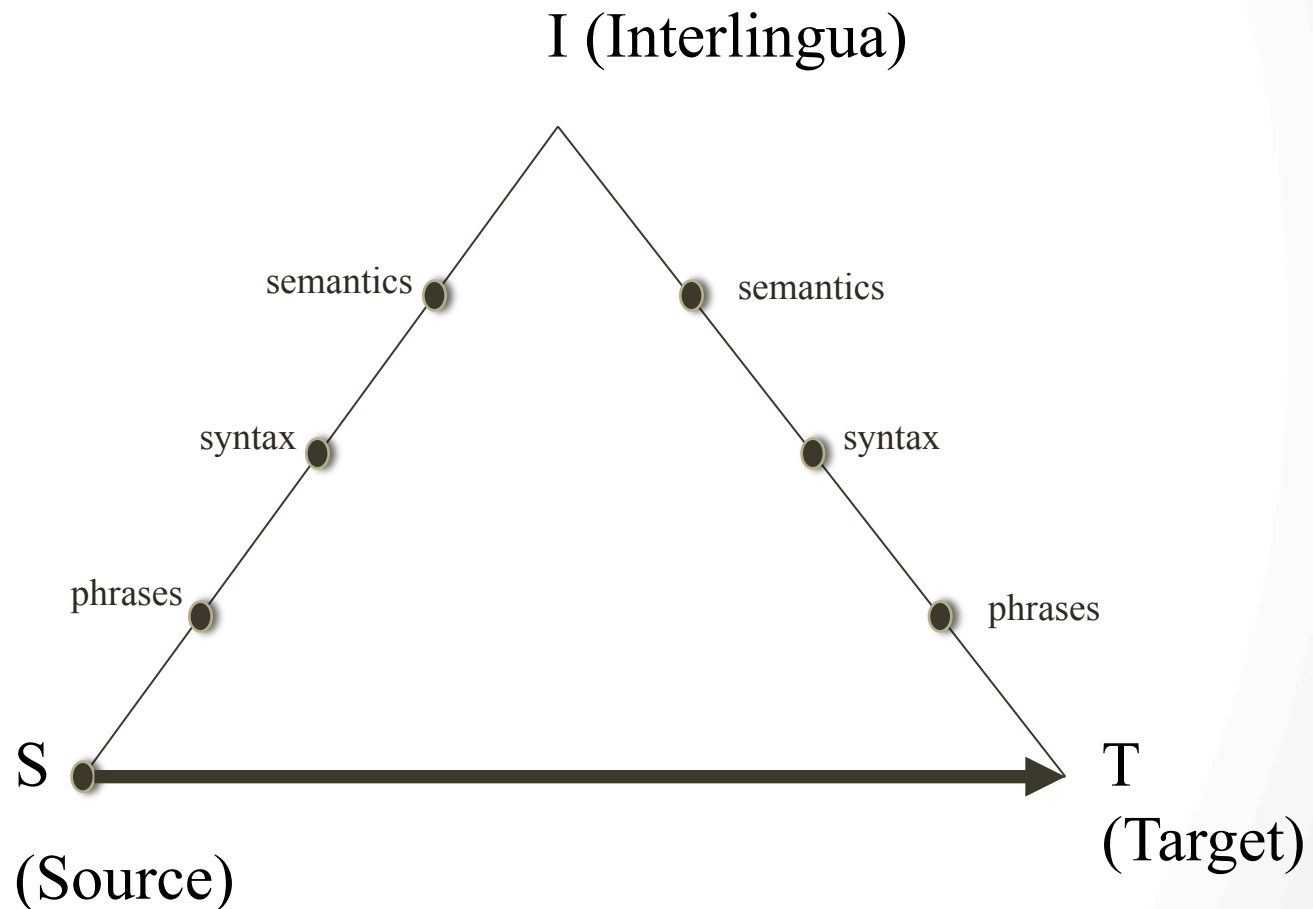 I (Interlingua)
semantics
semantics
syntax
syntax
phrases
phrases
S
T
(Target)
(Source)